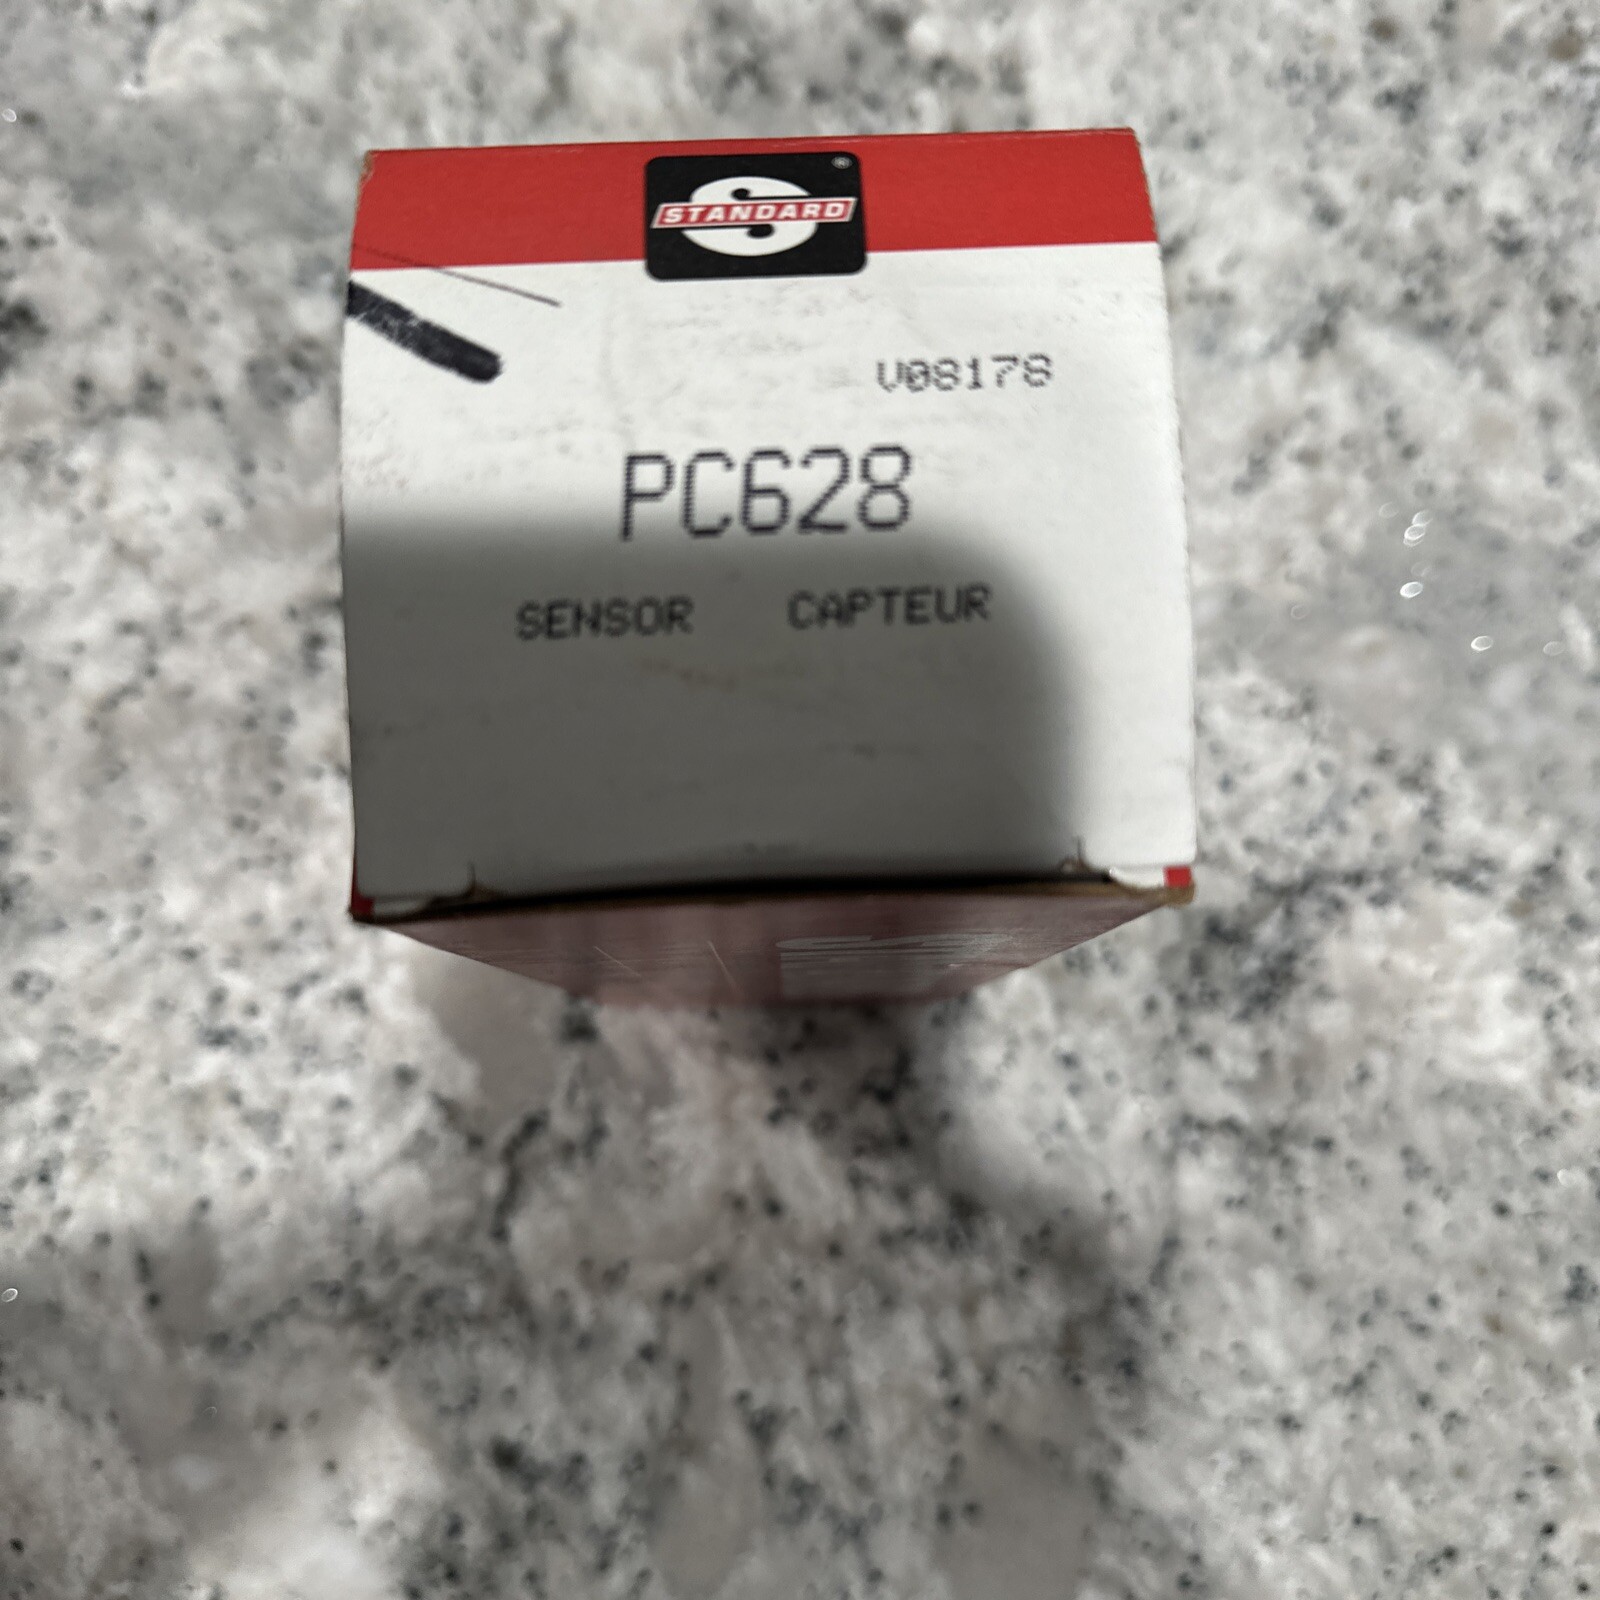 STANDARD
V08178
PC628
SENSOR CAPTEUR